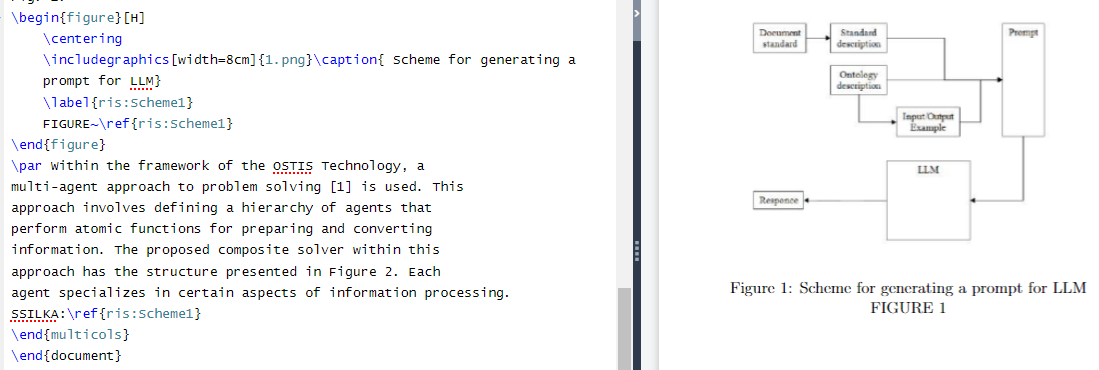 \begin{figure}[H]
\centering
\includegraphics[width=8cm]{1.png}\caption{ Scheme for generating a
prompt for LLM}
\label{ris:Scheme1}
FIGURE~\ref{ris:Scheme1}
\end{figure}
\par Within the framework of the OSTIS Technology, a
multi-agent approach to problem solving [1] is used. This
approach involves defining a hierarchy of agents that
perform atomic functions for preparing and converting
information. The proposed composite solver within this
approach has the structure presented in Figure 2. Each
agent specializes in certain aspects of information processing.
SSILKA:\ref{ris:Scheme1}
\end{multicols}
\end{document}
Document
standard
Standard
description
Prompt
Ontology
description
Input/Output
Example
LLM
Responce
Figure 1: Scheme for generating a prompt for LLM
FIGURE 1